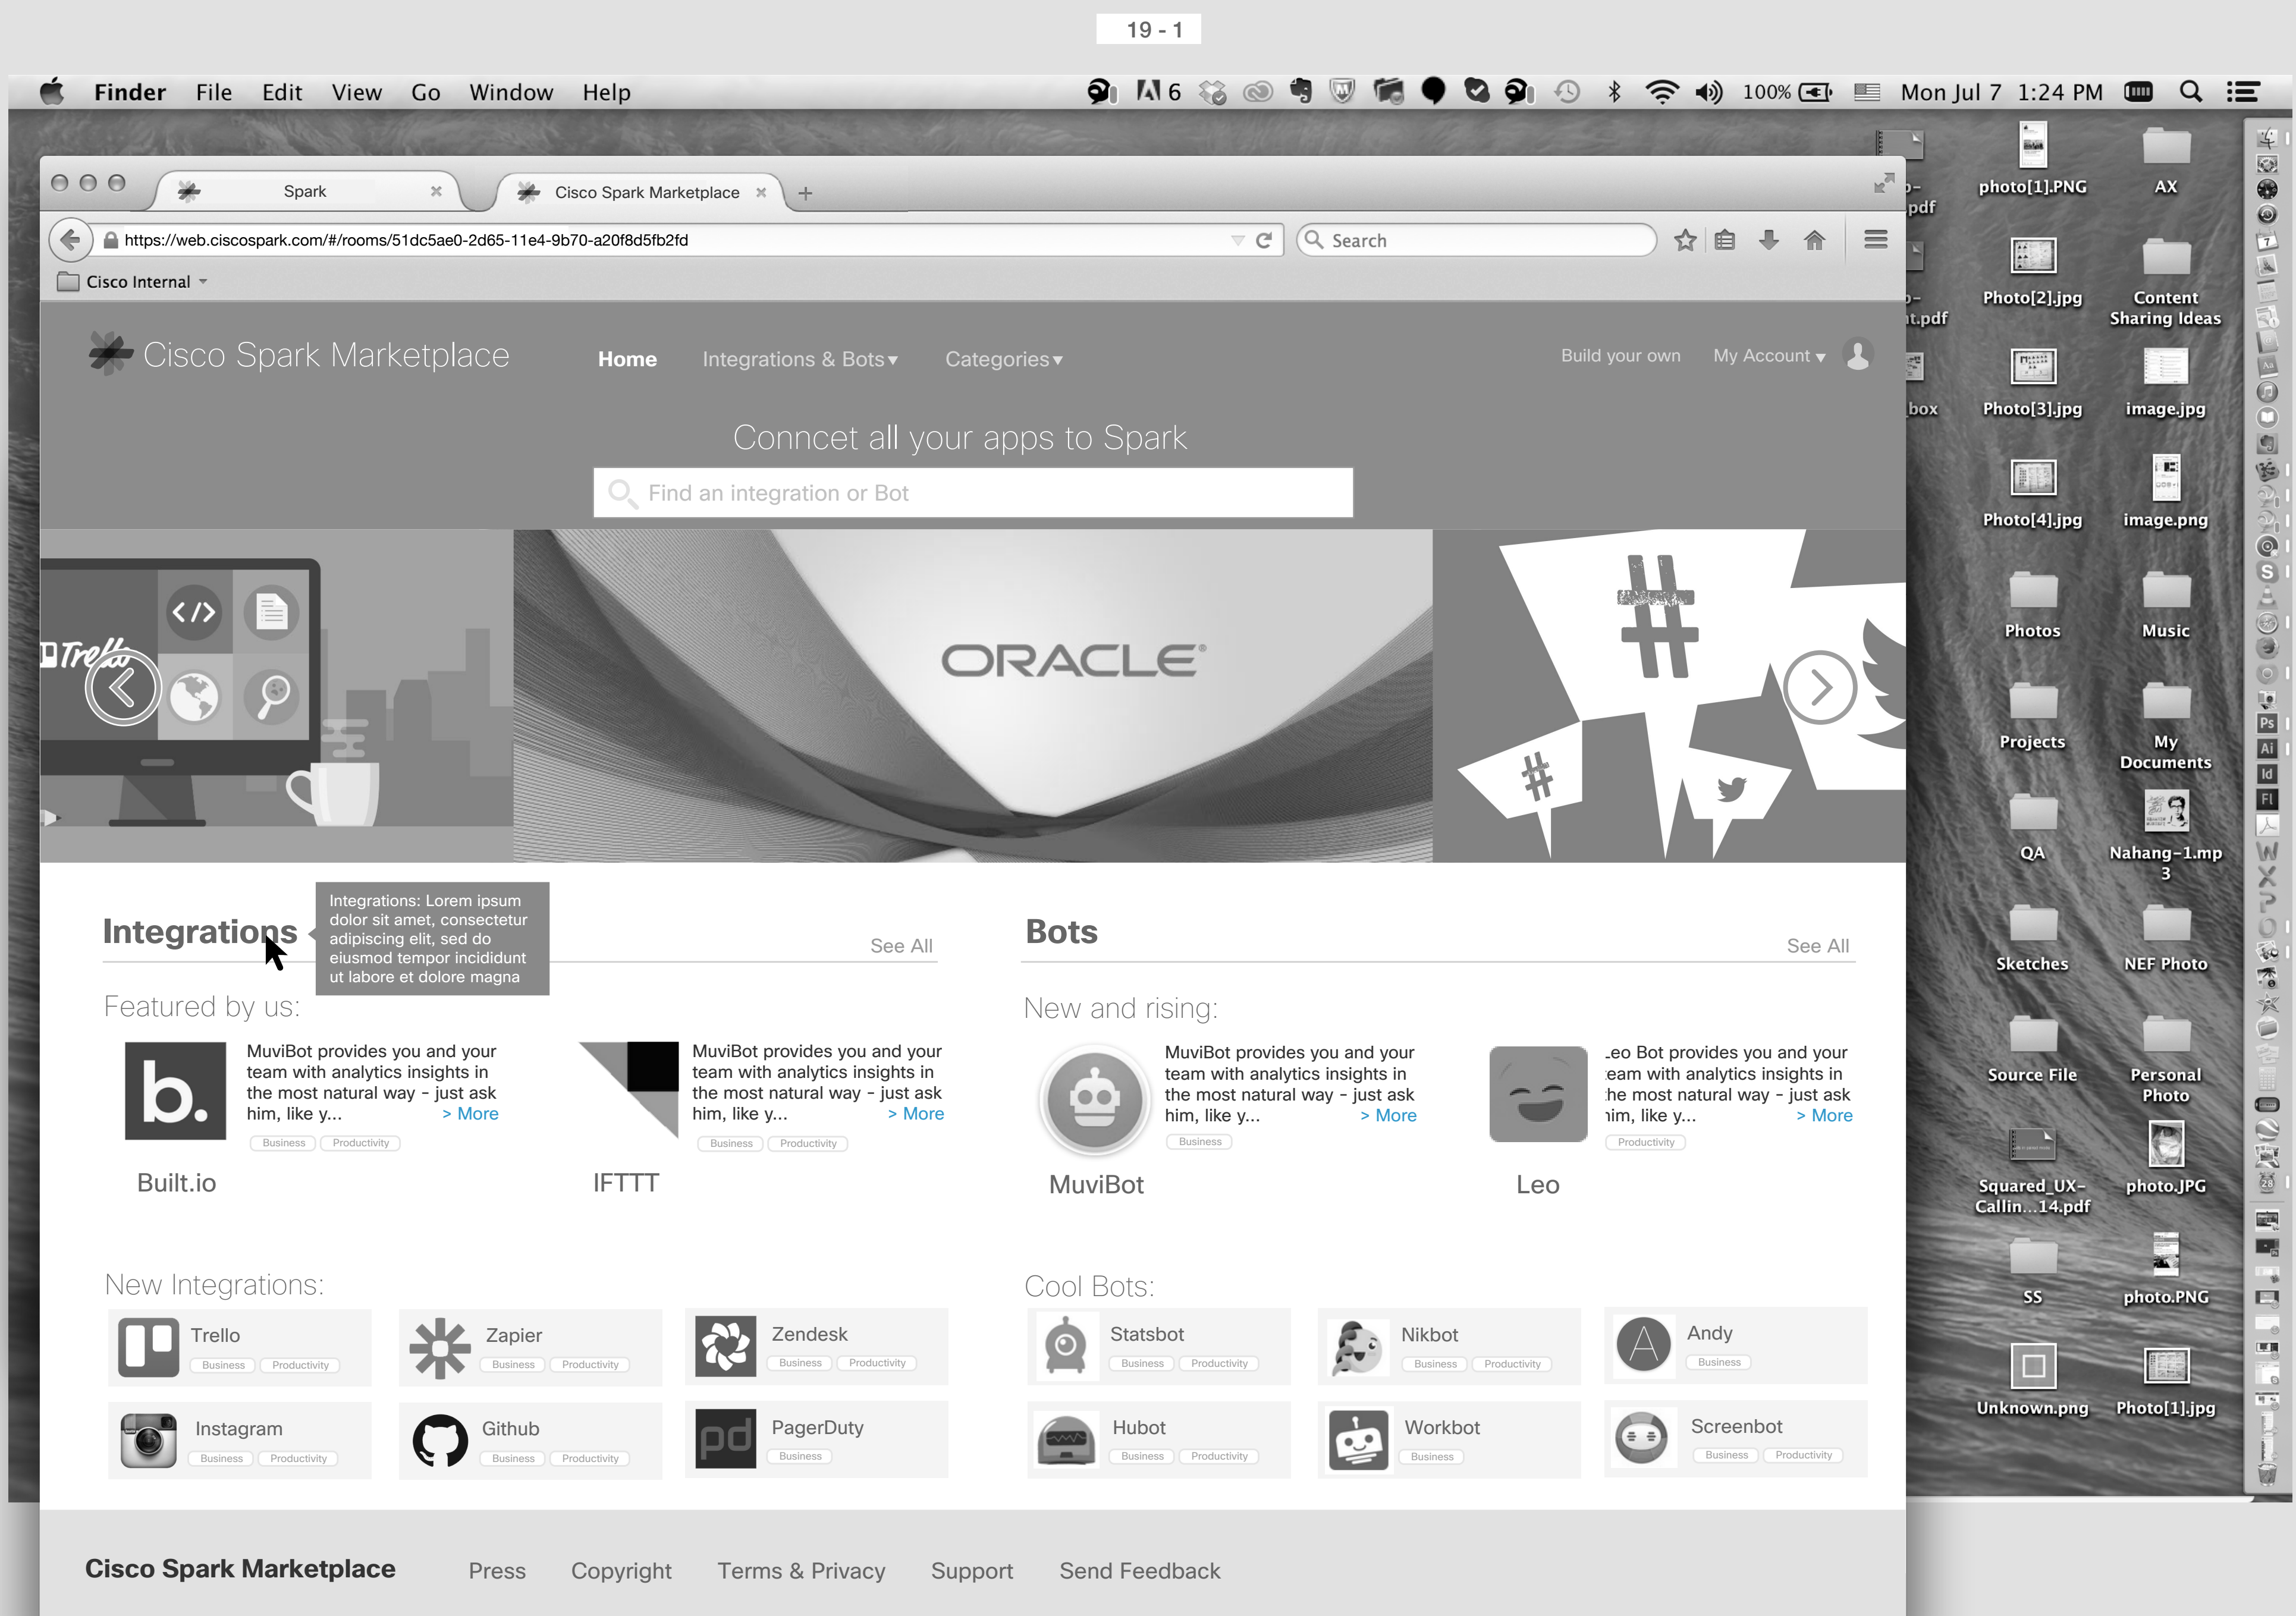 19 - 1
Finder File Edit View Go Window Help
6 100% Mon Jul 7 1:24 PM
Spark
Cisco Spark Marketplace
https://web.ciscospark.com/#/rooms/51dc5ae0-2d65-11e4-9b70-a20f8d5fb2fd
Search
Cisco Internal
Cisco Spark Marketplace
Home Integrations & Bots Categories
Build your own My Account
Conncet all your apps to Spark
Find an integration or Bot
</>
Trello
ORACLE®
#
#
Integrations
Integrations: Lorem ipsum
dolor sit amet, consectetur
adipiscing elit, sed do
eiusmod tempor incididunt
ut labore et dolore magna
See All
Featured by us:
b.
MuviBot provides you and your
team with analytics insights in
the most natural way - just ask
him, like y... > More
Business Productivity
Built.io
MuviBot provides you and your
team with analytics insights in
the most natural way - just ask
him, like y... > More
Business Productivity
IFTTT
Bots
See All
New and rising:
MuviBot provides you and your
team with analytics insights in
the most natural way - just ask
him, like y... > More
Business
MuviBot
Leo Bot provides you and your
team with analytics insights in
the most natural way - just ask
him, like y... > More
Productivity
Leo
New Integrations:
Trello
Business Productivity
Zapier
Business Productivity
Zendesk
Business Productivity
Instagram
Business Productivity
Github
Business Productivity
pd
PagerDuty
Business
Cool Bots:
Statsbot
Business Productivity
Nikbot
Business Productivity
A
Andy
Business
Hubot
Business Productivity
Workbot
Business
Screenbot
Business Productivity
Cisco Spark Marketplace Press Copyright Terms & Privacy Support Send Feedback
pdf
nt.pdf
box
photo[1].PNG
AX
Photo[2].jpg
Content
Sharing Ideas
Photo[3].jpg
image.jpg
Photo[4].jpg
image.png
Photos
Music
Projects
My
Documents
QA
Nahang-1.mp
3
Sketches
NEF Photo
Source File
Personal
Photo
Squared_UX-
Callin...14.pdf
photo.JPG
SS
photo.PNG
Unknown.png
Photo[1].jpg
7
Aa
S
Ps
Ai
Id
Fl
W
X
P
O
28